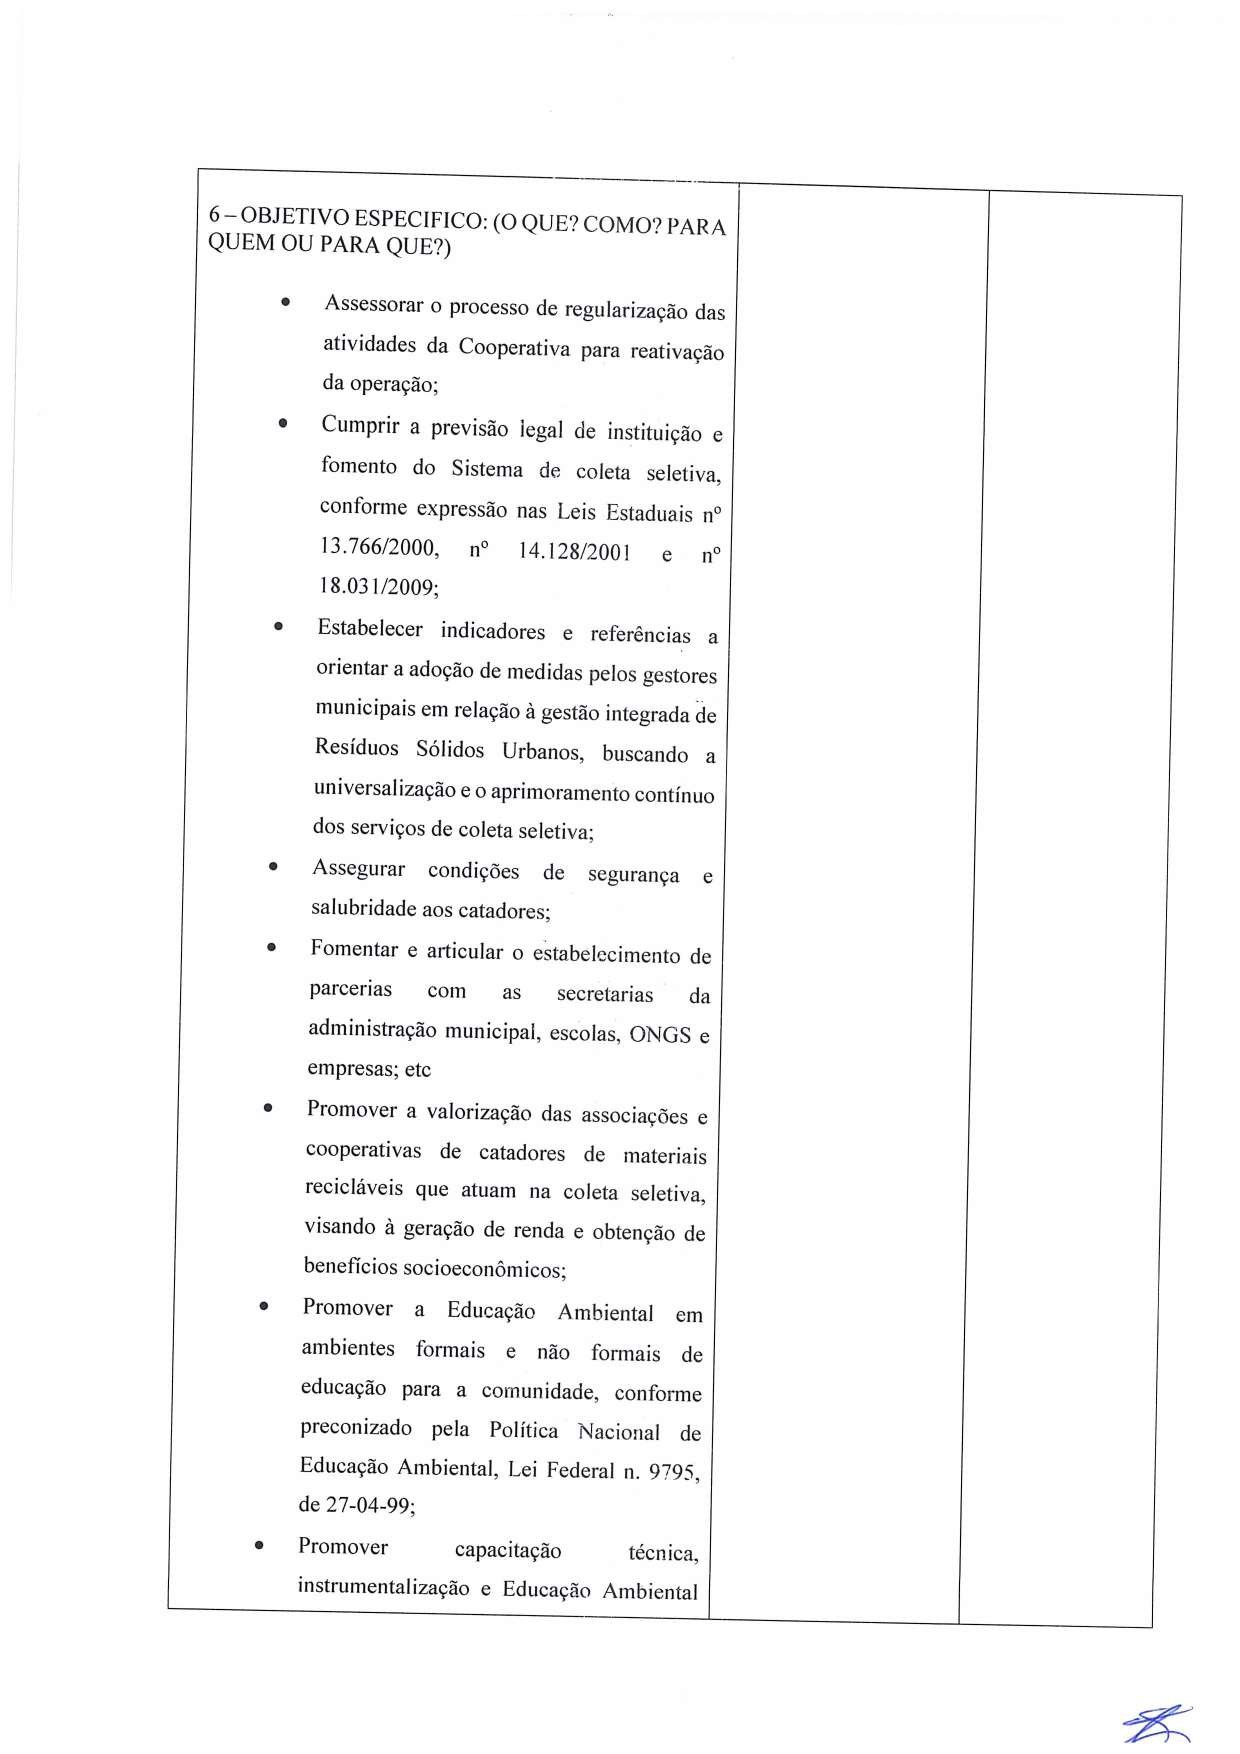 6 – OBJETIVO ESPECIFICO: (O QUE? COMO? PARA
QUEM OU PARA QUE?)
• Assessorar o processo de regularização das
atividades da Cooperativa para reativação
da operação;
• Cumprir a previsão legal de instituição e
fomento do Sistema de coleta seletiva,
conforme expressão nas Leis Estaduais nº
13.766/2000, nº 14.128/2001 e nº
18.031/2009;
• Estabelecer indicadores e referências a
orientar a adoção de medidas pelos gestores
municipais em relação à gestão integrada de
Resíduos Sólidos Urbanos, buscando a
universalização e o aprimoramento contínuo
dos serviços de coleta seletiva;
• Assegurar condições de segurança e
salubridade aos catadores;
• Fomentar e articular o estabelecimento de
parcerias com as secretarias da
administração municipal, escolas, ONGS e
empresas; etc
• Promover a valorização das associações e
cooperativas de catadores de materiais
recicláveis que atuam na coleta seletiva,
visando à geração de renda e obtenção de
benefícios socioeconômicos;
• Promover a Educação Ambiental em
ambientes formais e não formais de
educação para a comunidade, conforme
preconizado pela Política Nacional de
Educação Ambiental, Lei Federal n. 9795,
de 27-04-99;
• Promover capacitação técnica,
instrumentalização e Educação Ambiental